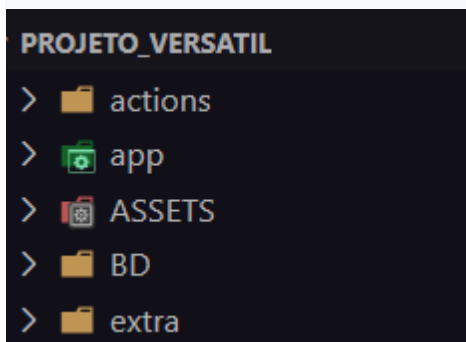 PROJETO_VERSATIL
actions
app
ASSETS
BD
extra